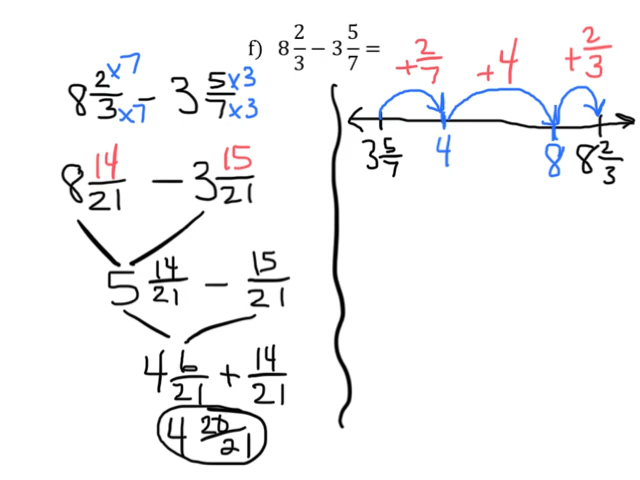 f) 8 2/3 − 3 5/7 =
8 2×7/3×7 − 3 5×3/7×3
8 14/21 − 3 15/21
5 14/21 − 15/21
4 6/21 + 14/21
4 20/21
+2/7 +4 +2/3
3 5/7 4 8 8 2/3